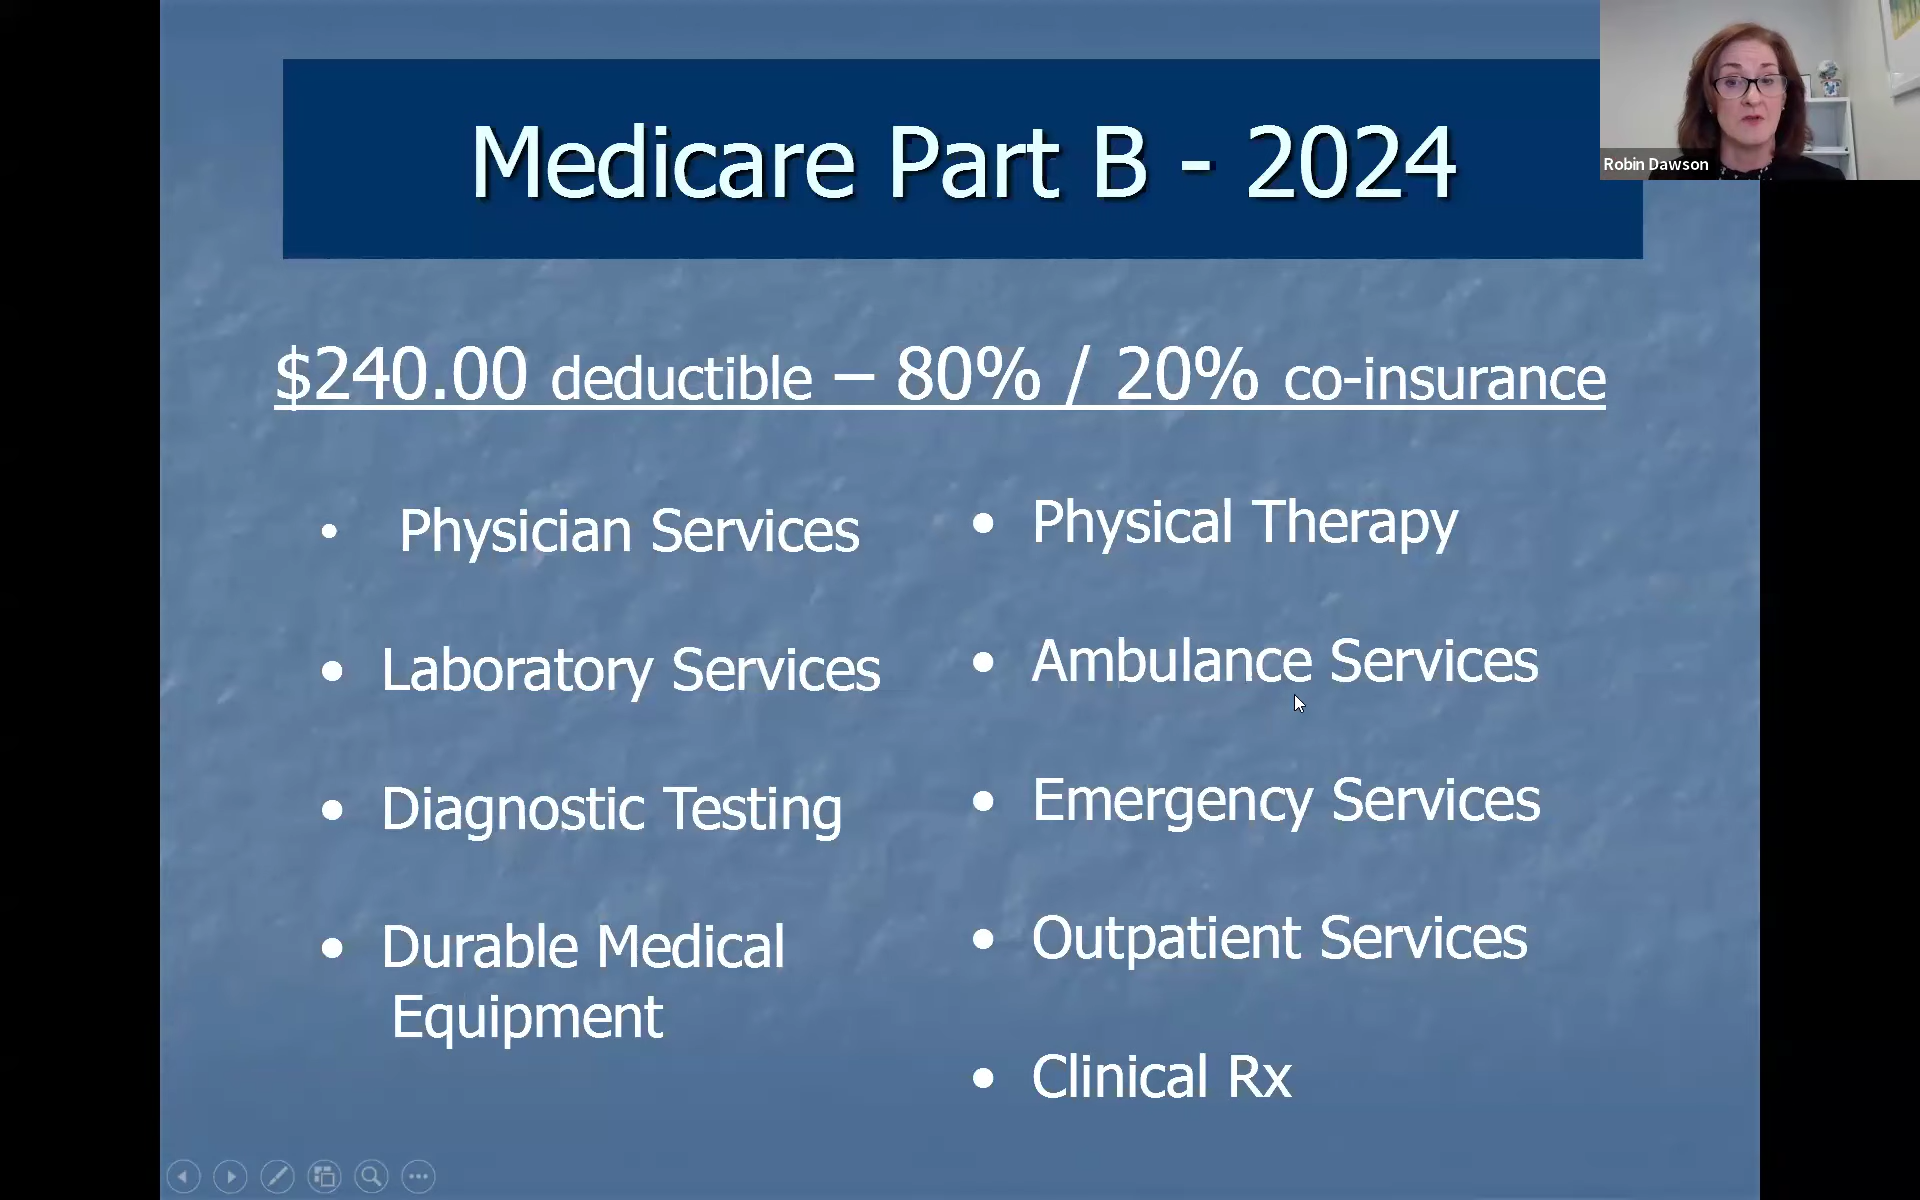 Medicare Part B - 2024
Robin Dawson
$240.00 deductible – 80% / 20% co-insurance
• Physician Services
• Laboratory Services
• Diagnostic Testing
• Durable Medical
Equipment
• Physical Therapy
• Ambulance Services
• Emergency Services
• Outpatient Services
• Clinical Rx